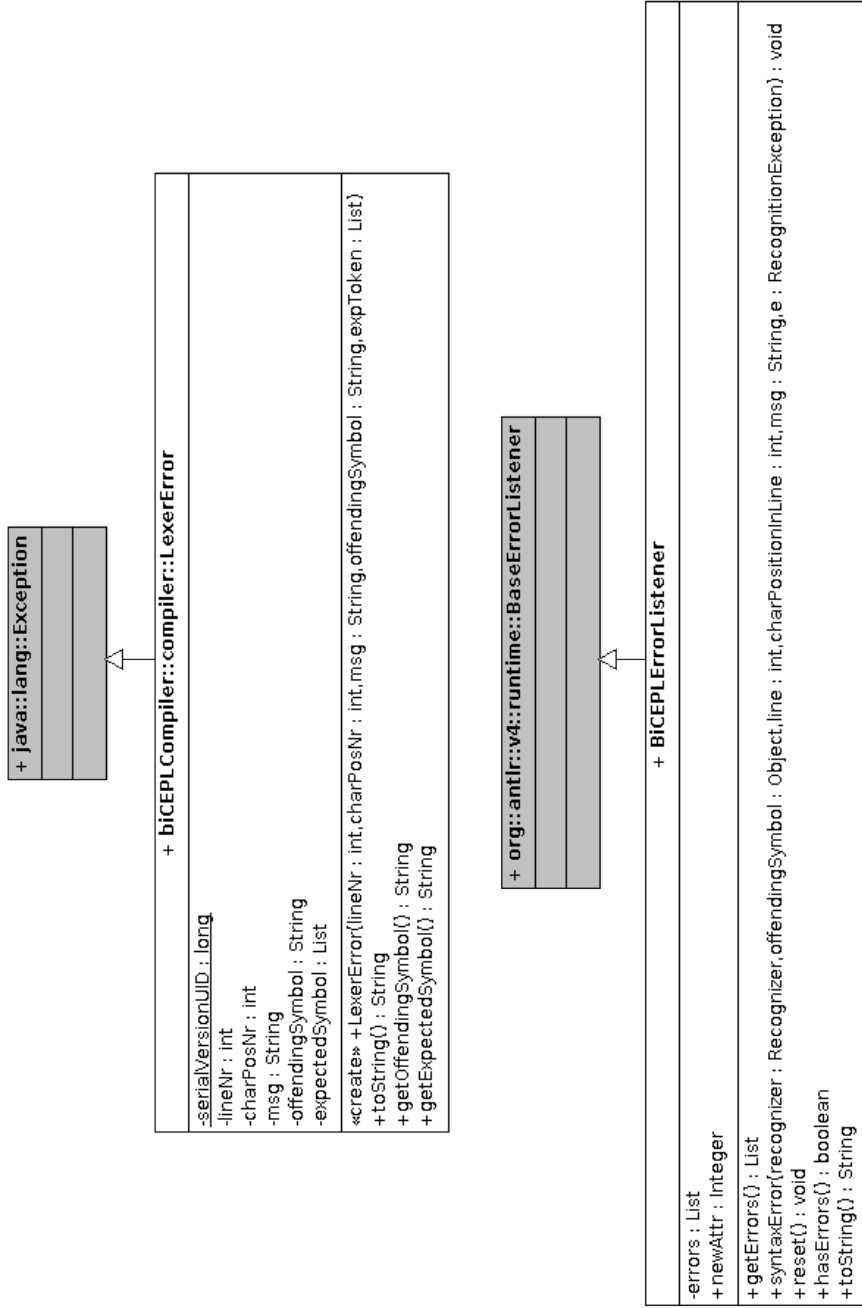 + java::lang::Exception
+ biCEPLCompiler::compiler::LexerError
-serialVersionUID : long
-lineNr : int
-charPosNr : int
-msg : String
-offendingSymbol : String
-expectedSymbol : List
«create» +LexerError(lineNr : int,charPosNr : int,msg : String,offendingSymbol : String,expToken : List)
+toString() : String
+getOffendingSymbol() : String
+getExpectedSymbol() : String
+ org::antlr::v4::runtime::BaseErrorListener
+ BiCEPLErrorListener
-errors : List
+newAttr : Integer
+getErrors() : List
+syntaxError(recognizer : Recognizer,offendingSymbol : Object,line : int,charPositionInLine : int,msg : String,e : RecognitionException) : void
+reset() : void
+hasErrors() : boolean
+toString() : String